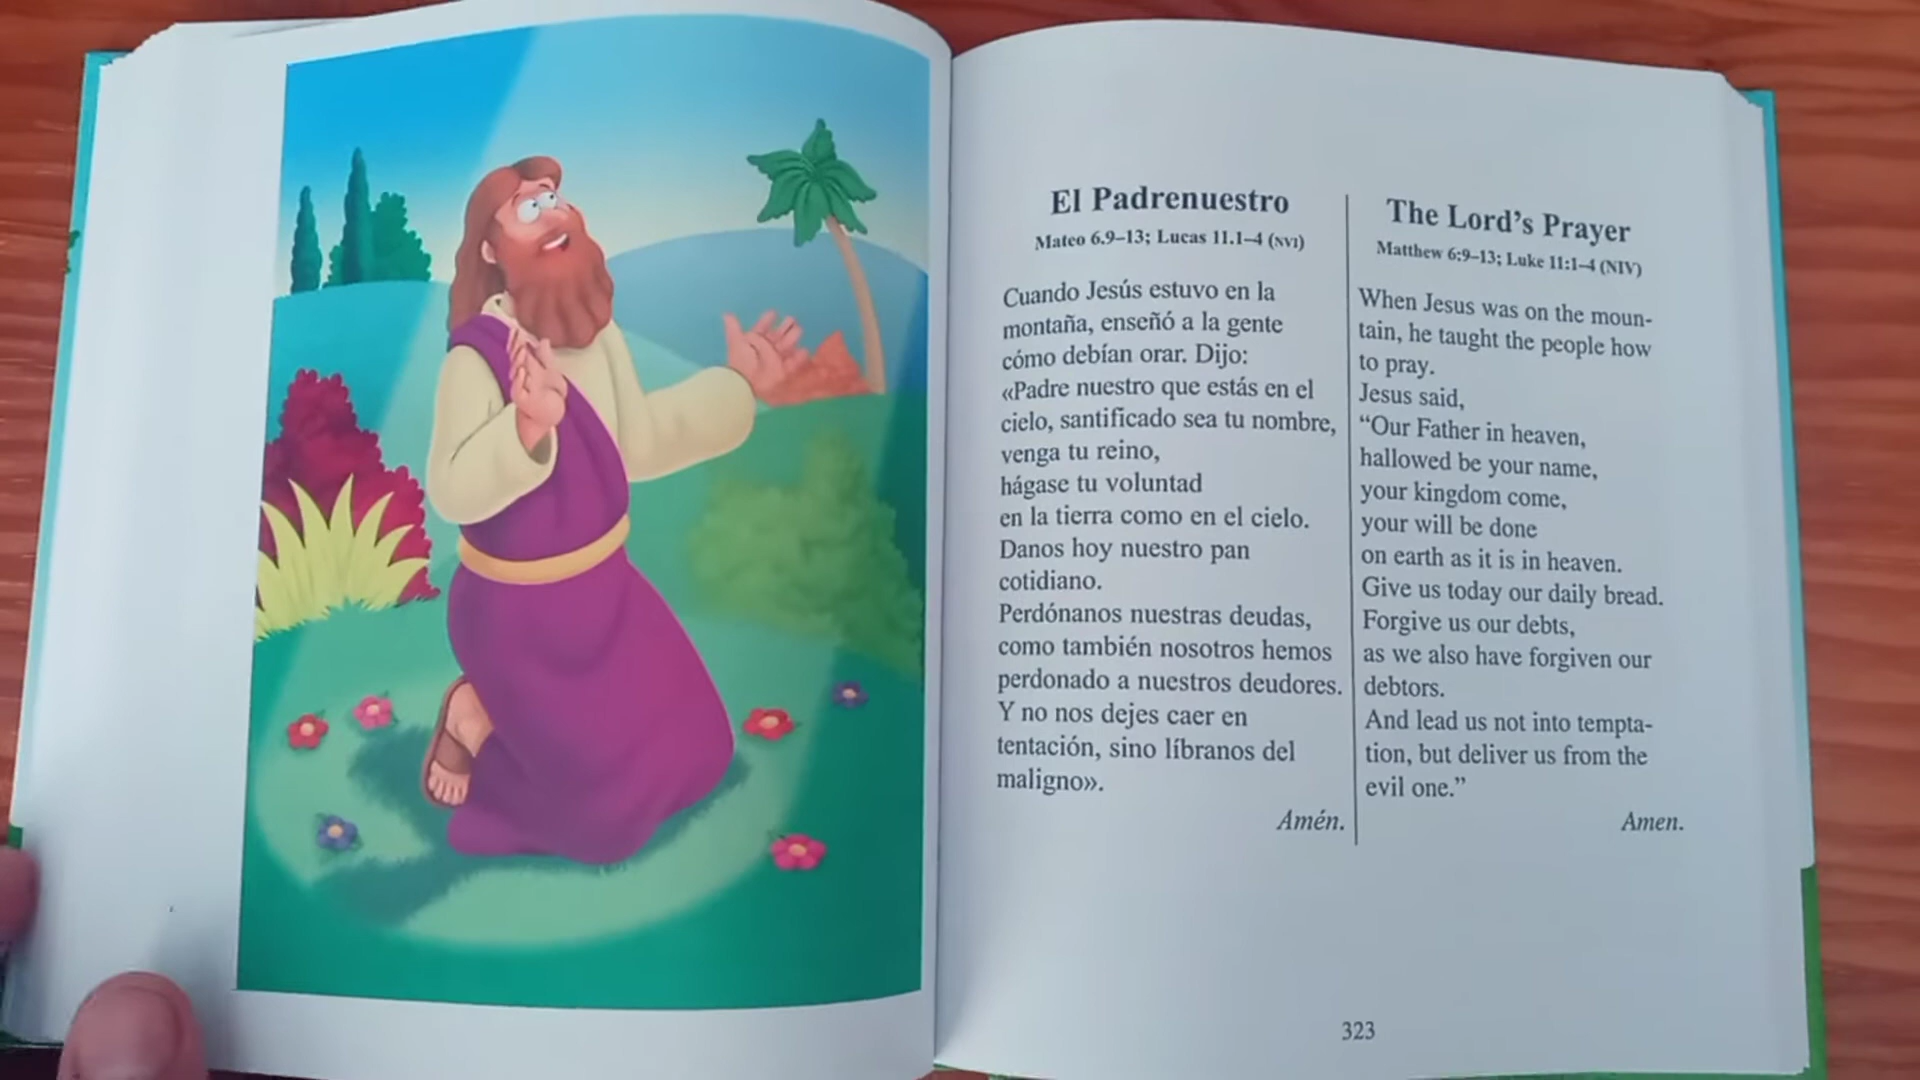 El Padrenuestro
Mateo 6.9–13; Lucas 11.1–4 (NVI)
Cuando Jesús estuvo en la
montaña, enseñó a la gente
cómo debían orar. Dijo:
«Padre nuestro que estás en el
cielo, santificado sea tu nombre,
venga tu reino,
hágase tu voluntad
en la tierra como en el cielo.
Danos hoy nuestro pan
cotidiano.
Perdónanos nuestras deudas,
como también nosotros hemos
perdonado a nuestros deudores.
Y no nos dejes caer en
tentación, sino líbranos del
maligno».
Amén.
The Lord’s Prayer
Matthew 6:9–13; Luke 11:1–4 (NIV)
When Jesus was on the moun-
tain, he taught the people how
to pray.
Jesus said,
“Our Father in heaven,
hallowed be your name,
your kingdom come,
your will be done
on earth as it is in heaven.
Give us today our daily bread.
Forgive us our debts,
as we also have forgiven our
debtors.
And lead us not into tempta-
tion, but deliver us from the
evil one.”
Amen.
323